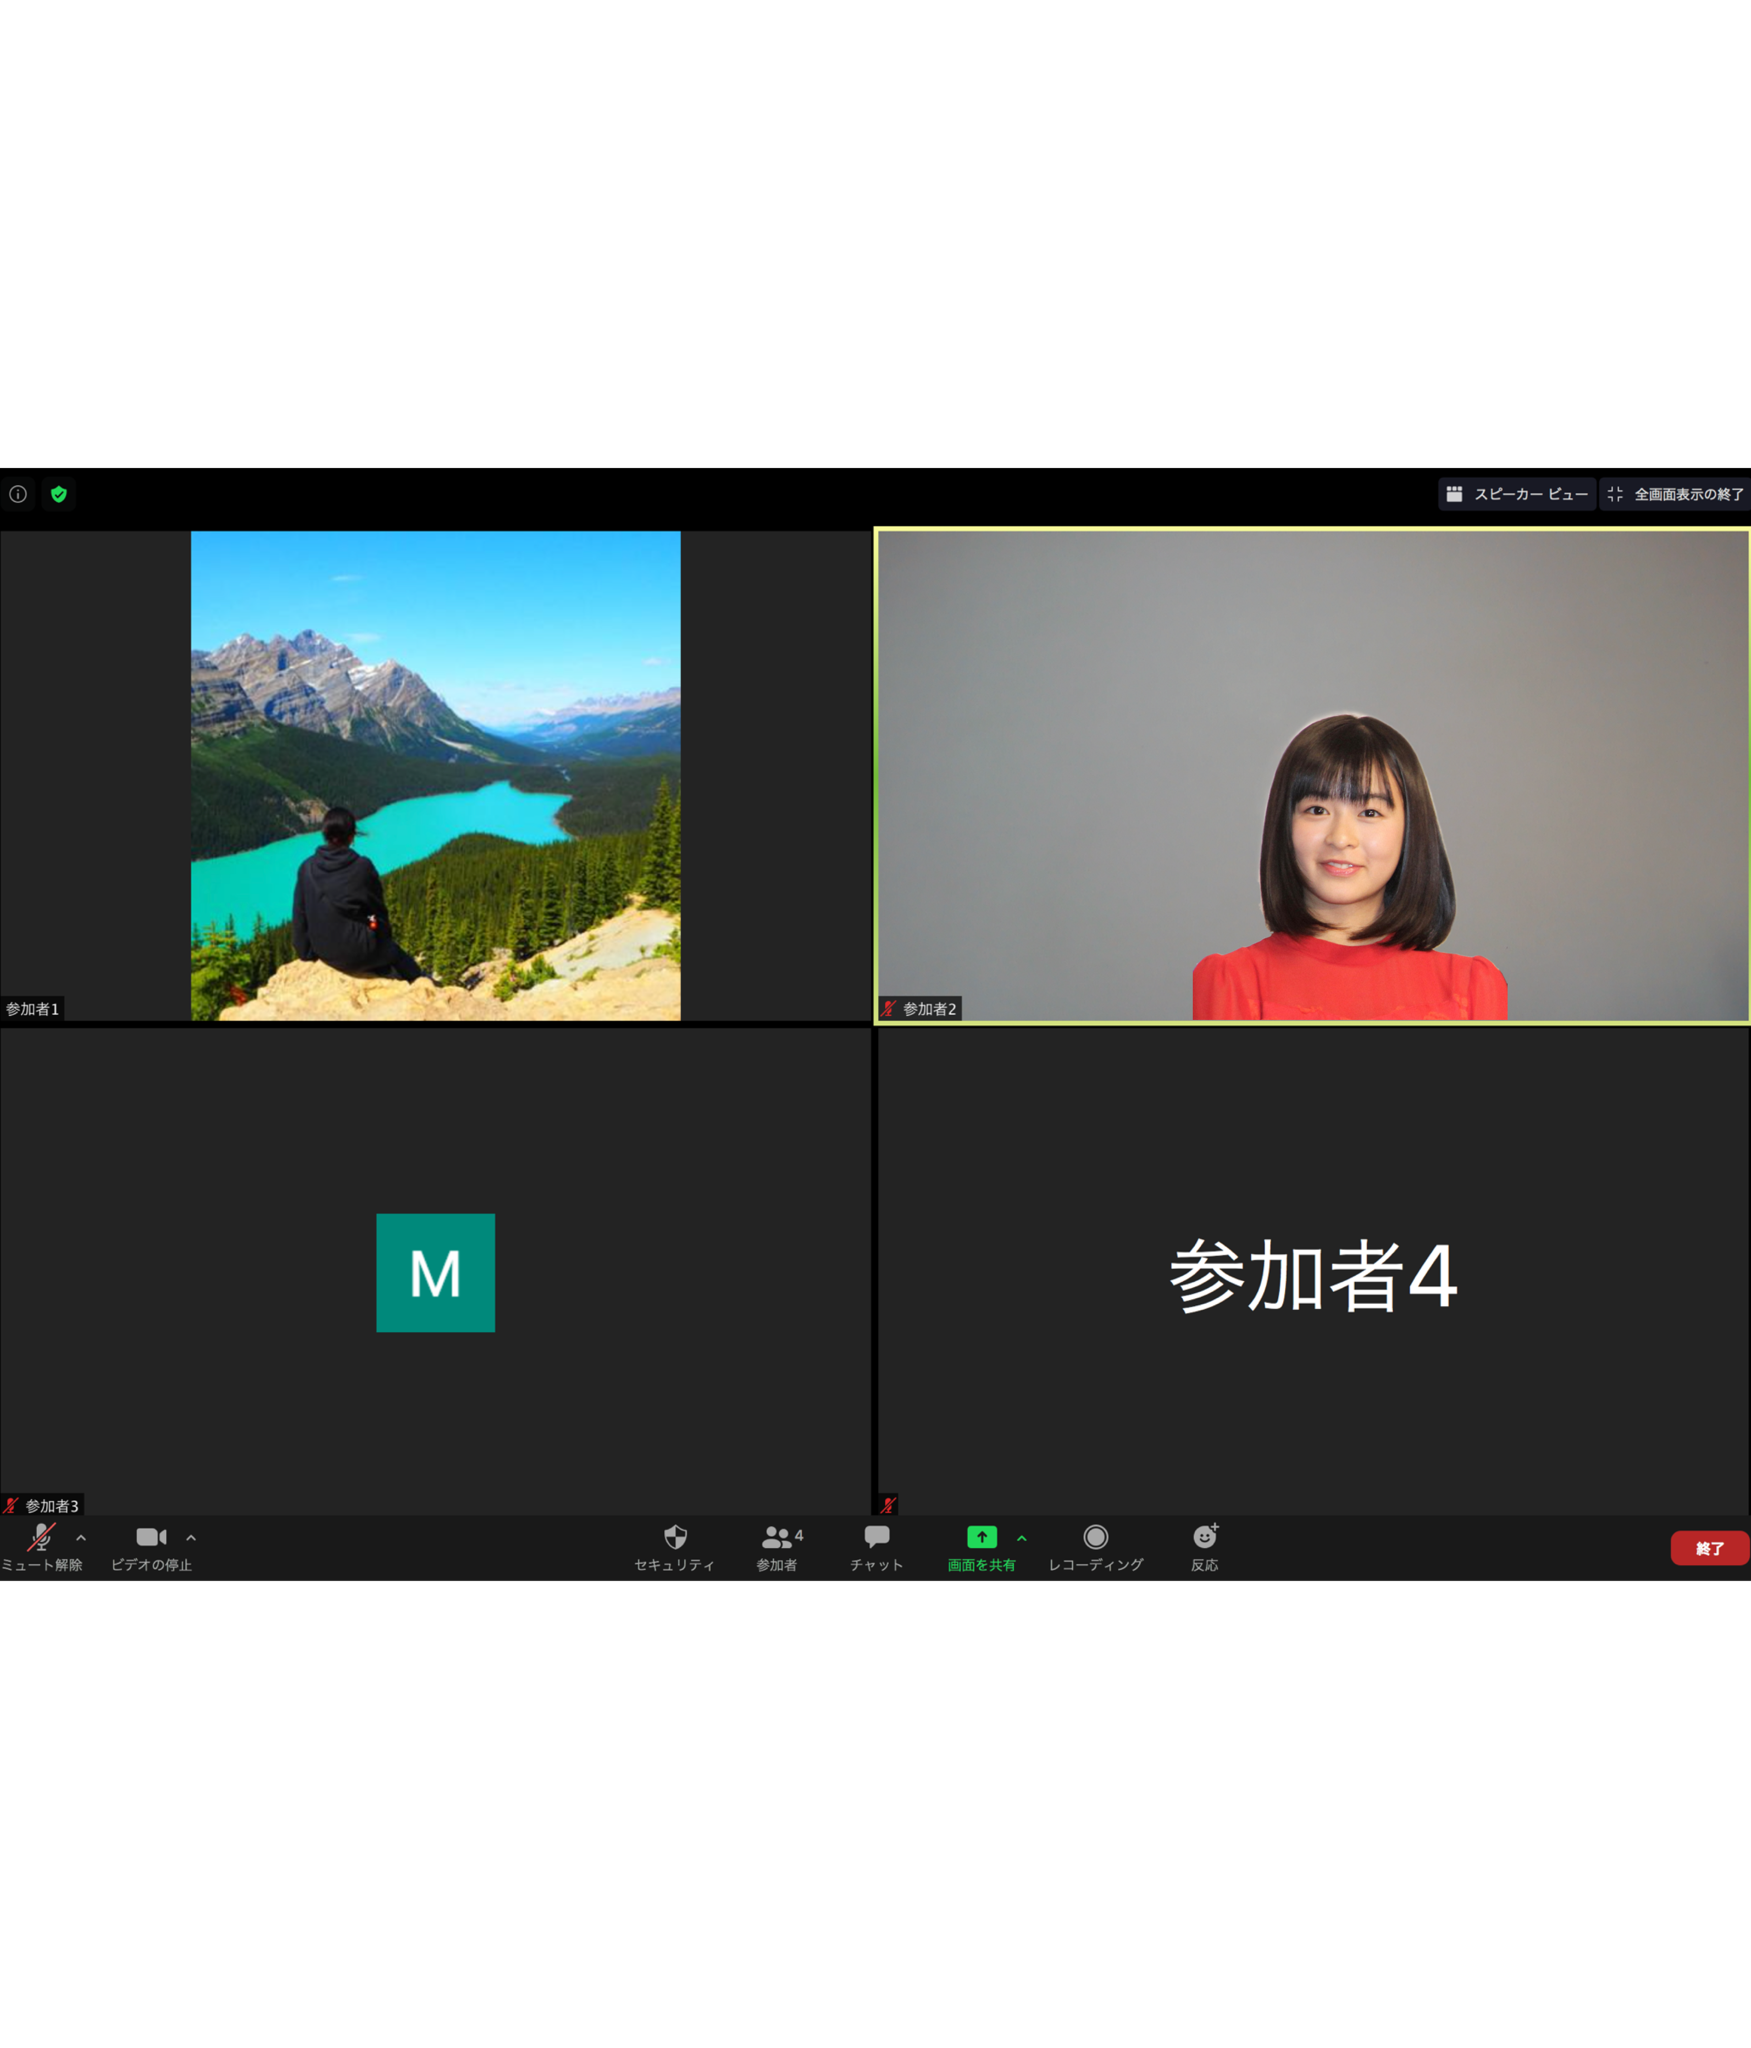 スピーカー ビュー
全画面表示の終了
参加者1
参加者2
M
参加者4
参加者3
ミュート解除
ビデオの停止
セキュリティ
4
参加者
チャット
画面を共有
レコーディング
反応
終了